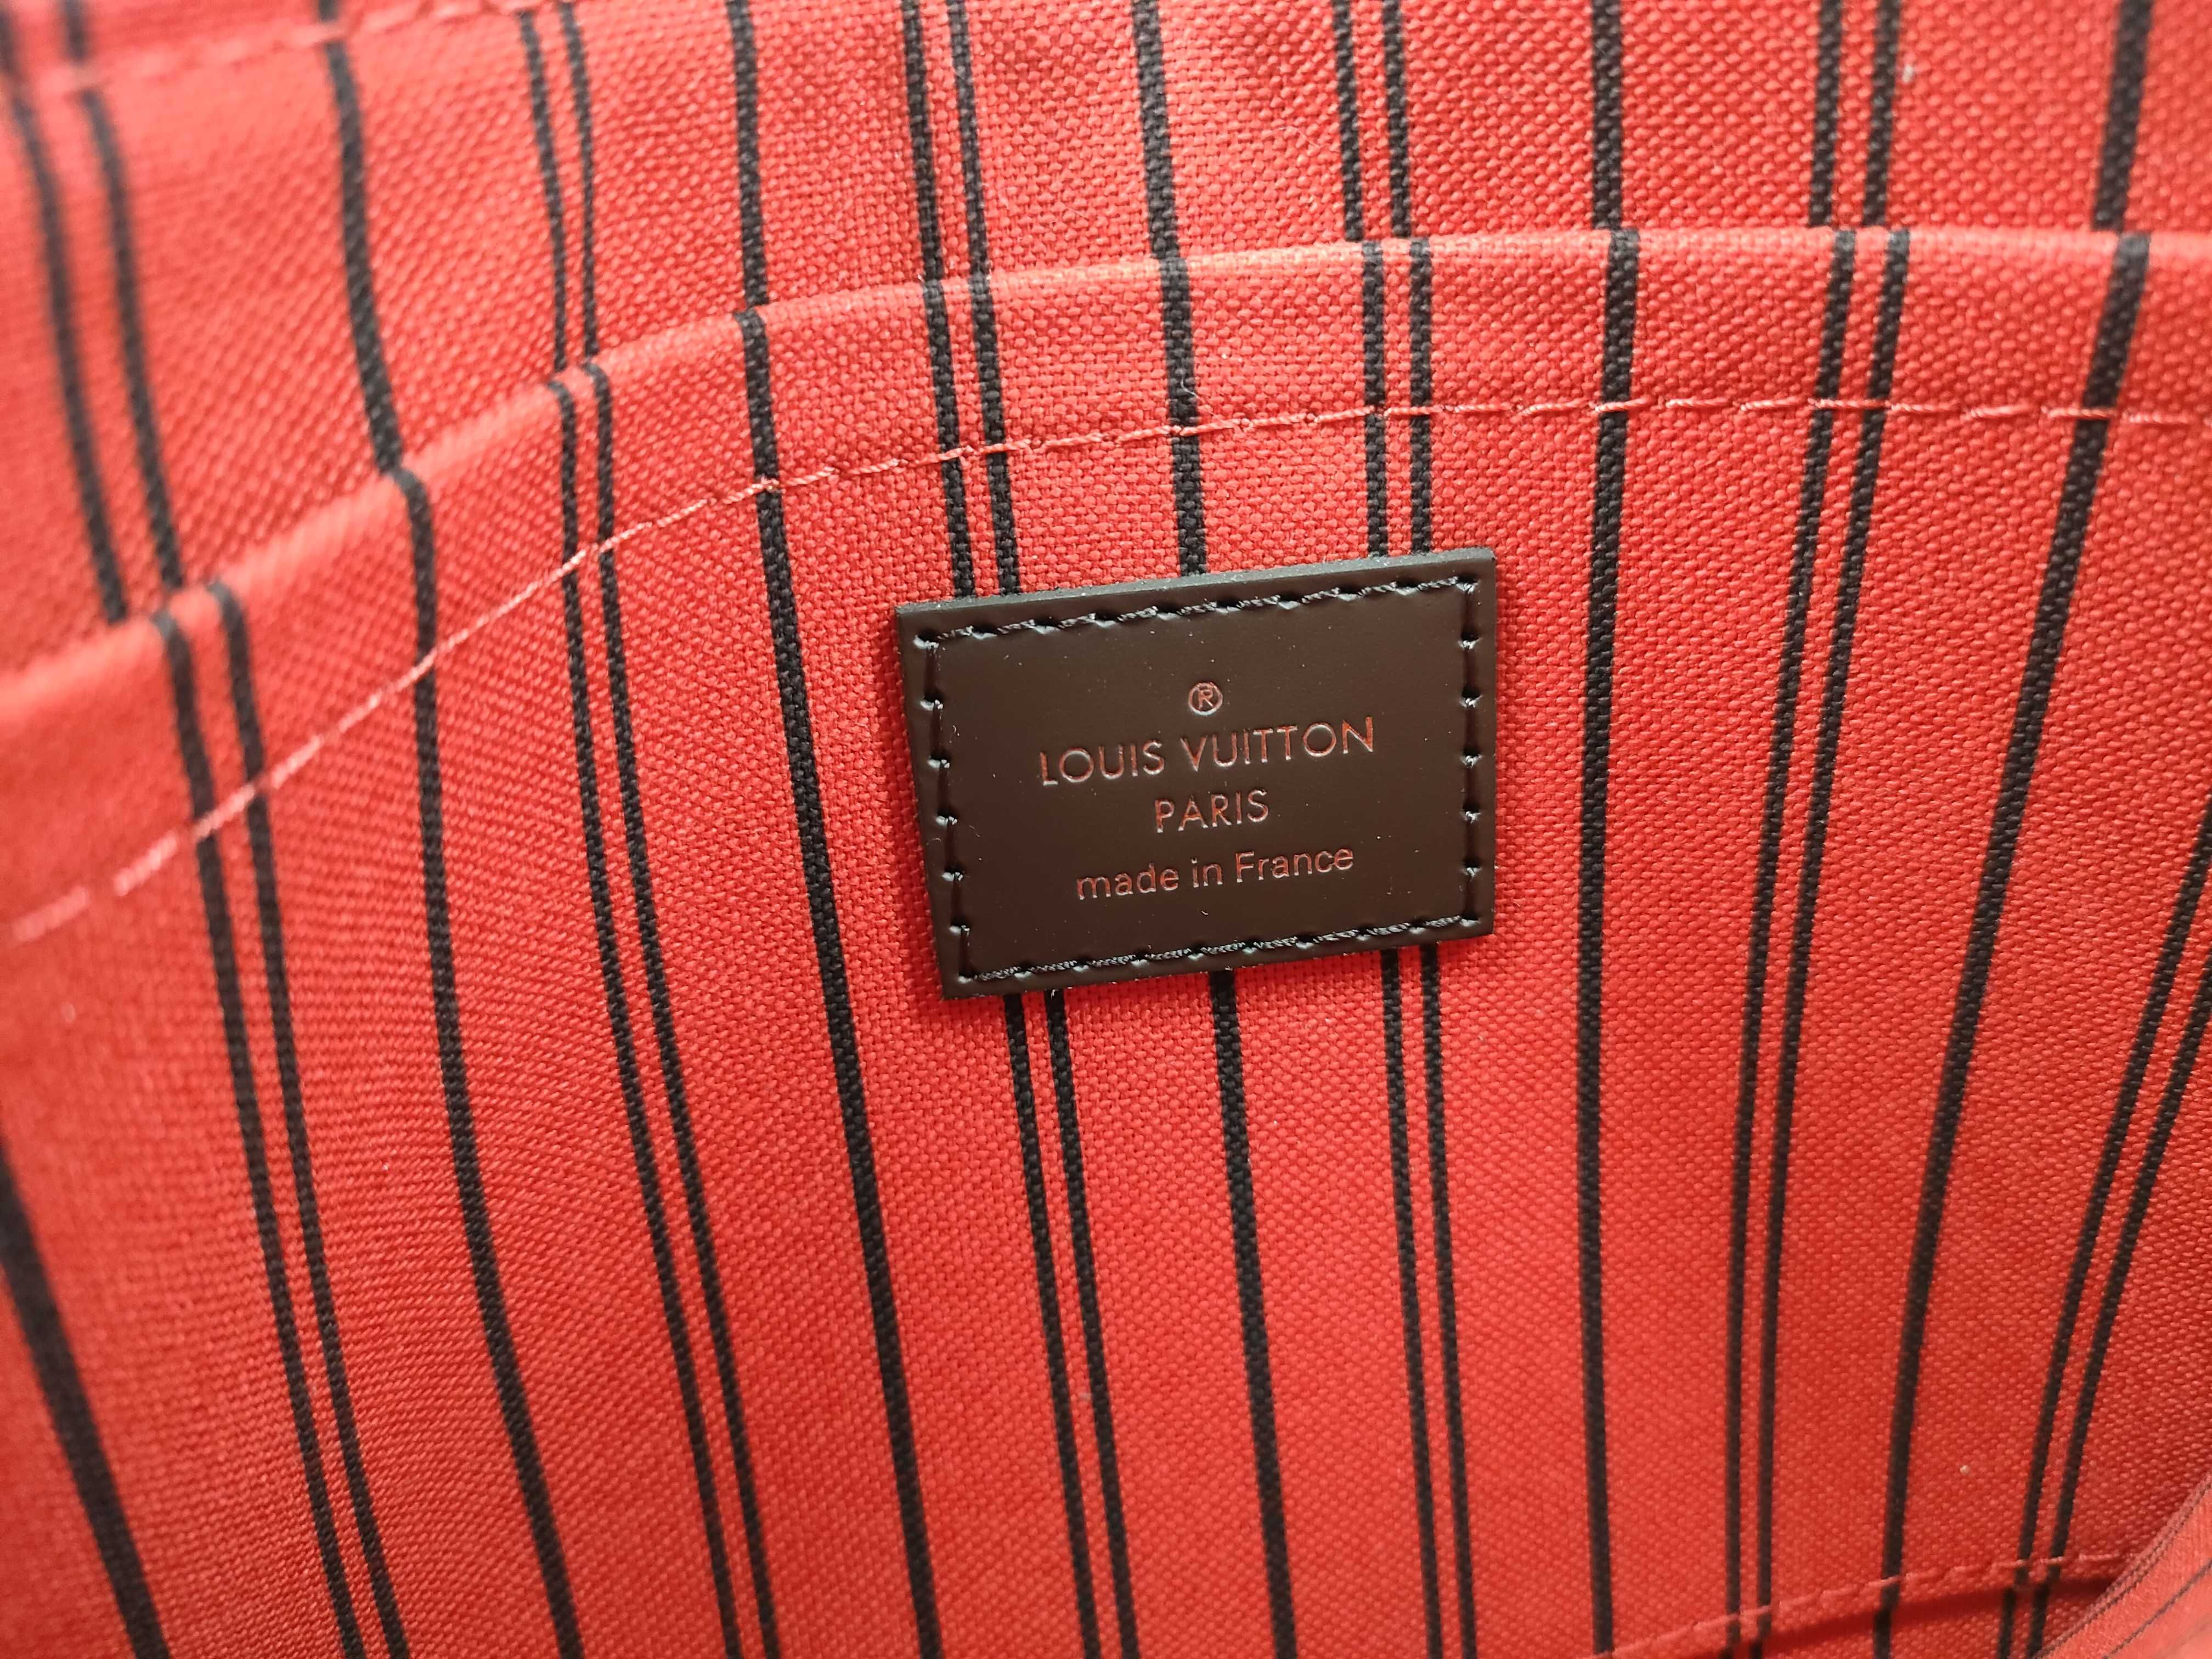 ®
LOUIS VUITTON
PARIS
made in France